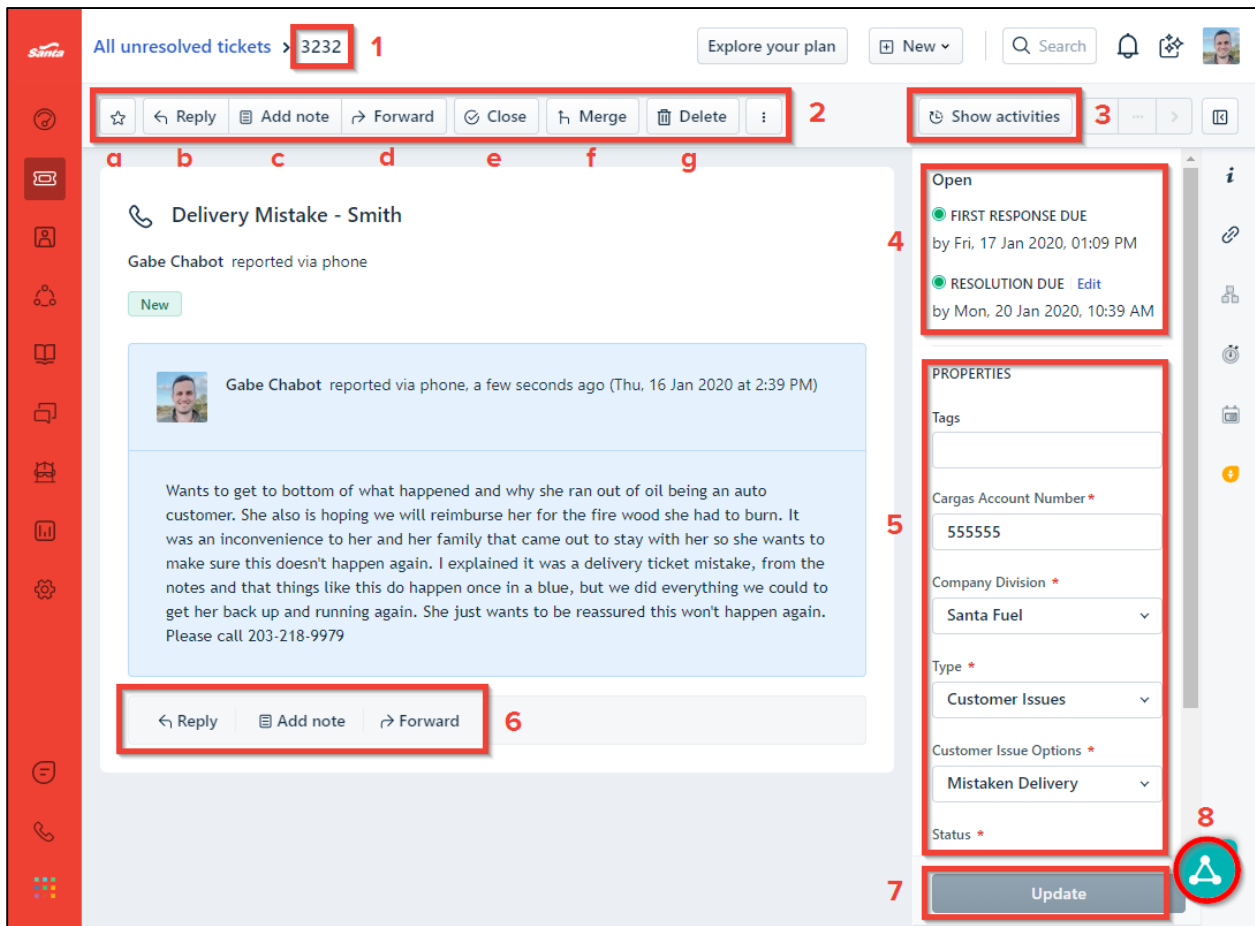 Santa
All unresolved tickets > 3232
1
Explore your plan
New
Search
Reply
Add note
Forward
Close
Merge
Delete
2
Show activities
3
a
b
c
d
e
f
g
Delivery Mistake - Smith
Gabe Chabot reported via phone
New
Gabe Chabot reported via phone, a few seconds ago (Thu, 16 Jan 2020 at 2:39 PM)
Wants to get to bottom of what happened and why she ran out of oil being an auto
customer. She also is hoping we will reimburse her for the fire wood she had to burn. It
was an inconvenience to her and her family that came out to stay with her so she wants to
make sure this doesn't happen again. I explained it was a delivery ticket mistake, from the
notes and that things like this do happen once in a blue, but we did everything we could to
get her back up and running again. She just wants to be reassured this won't happen again.
Please call 203-218-9979
Reply
Add note
Forward
6
4
Open
FIRST RESPONSE DUE
by Fri, 17 Jan 2020, 01:09 PM
RESOLUTION DUE Edit
by Mon, 20 Jan 2020, 10:39 AM
5
PROPERTIES
Tags
Cargas Account Number*
555555
Company Division *
Santa Fuel
Type *
Customer Issues
Customer Issue Options *
Mistaken Delivery
Status *
7
Update
8